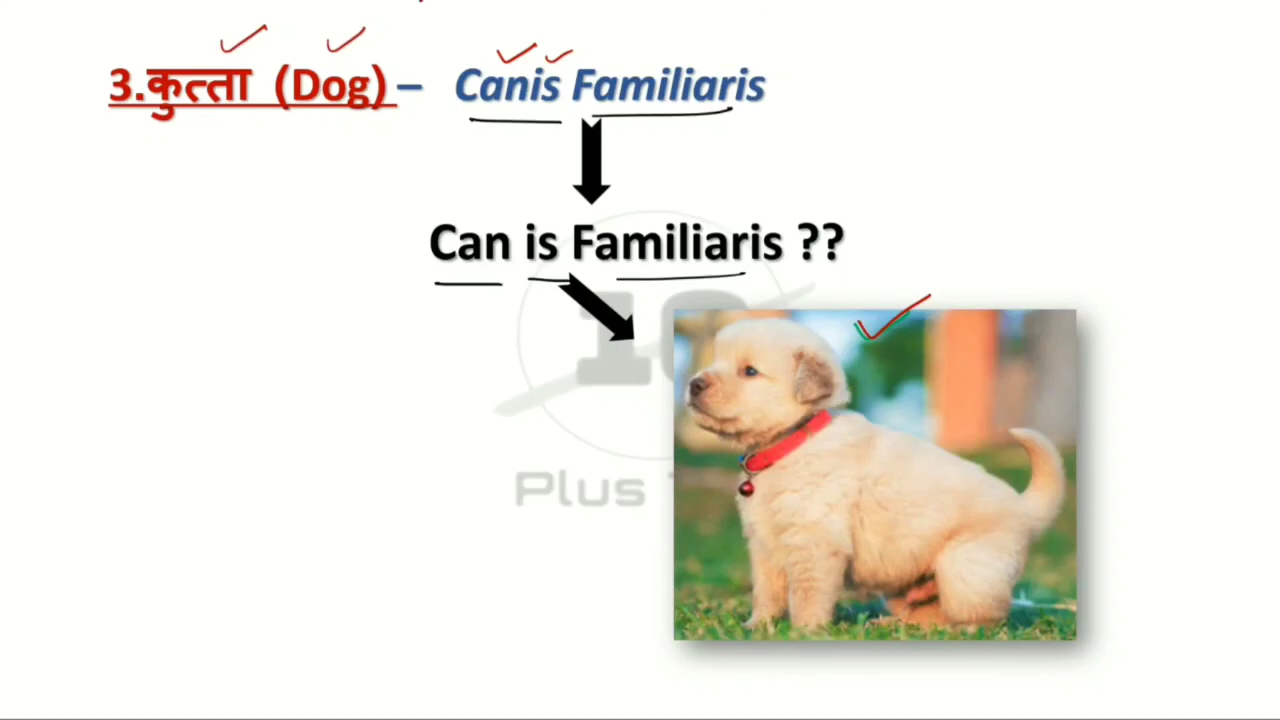 3.कुत्ता (Dog) – Canis Familiaris
Can is Familiaris ??
Plus